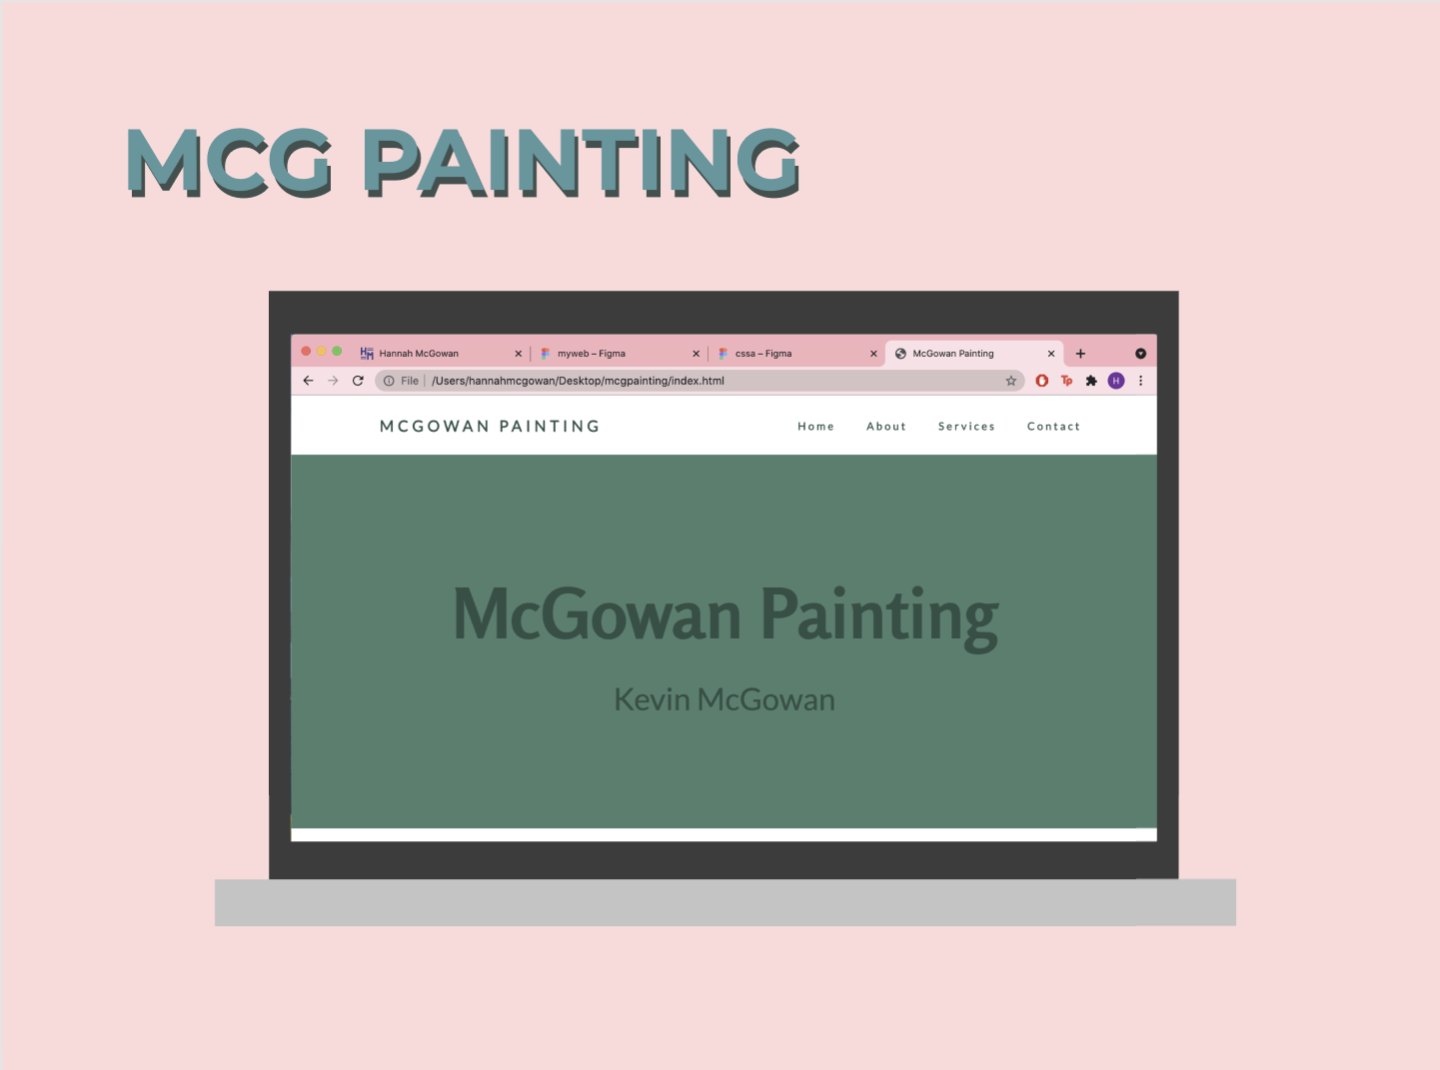 MCG PAINTING
Hannah McGowan
myweb – Figma
cssa – Figma
McGowan Painting
File
/Users/hannahmcgowan/Desktop/mcgpainting/index.html
Tp
H
MCGOWAN PAINTING
Home
About
Services
Contact
McGowan Painting
Kevin McGowan